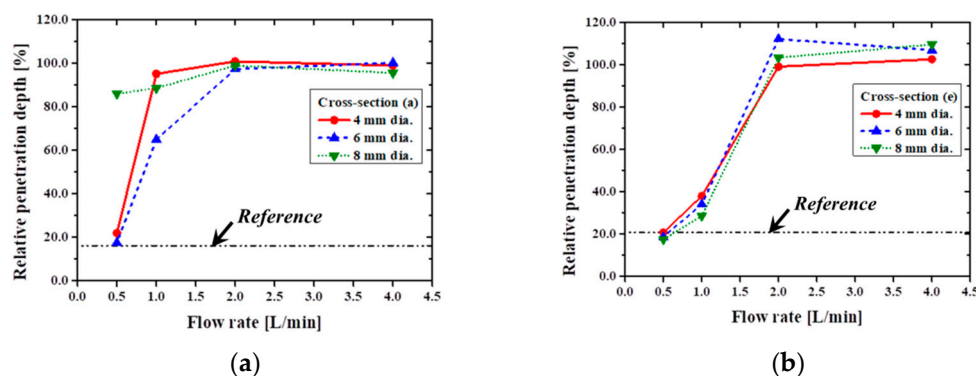 Relative penetration depth [%]
120.0
100.0
80.0
60.0
40.0
20.0
0.0
Cross-section (a)
4 mm dia.
6 mm dia.
8 mm dia.
Reference
0.0 0.5 1.0 1.5 2.0 2.5 3.0 3.5 4.0 4.5
Flow rate [L/min]
(a)
Relative penetration depth [%]
120.0
100.0
80.0
60.0
40.0
20.0
0.0
Cross-section (e)
4 mm dia.
6 mm dia.
8 mm dia.
Reference
0.0 0.5 1.0 1.5 2.0 2.5 3.0 3.5 4.0 4.5
Flow rate [L/min]
(b)